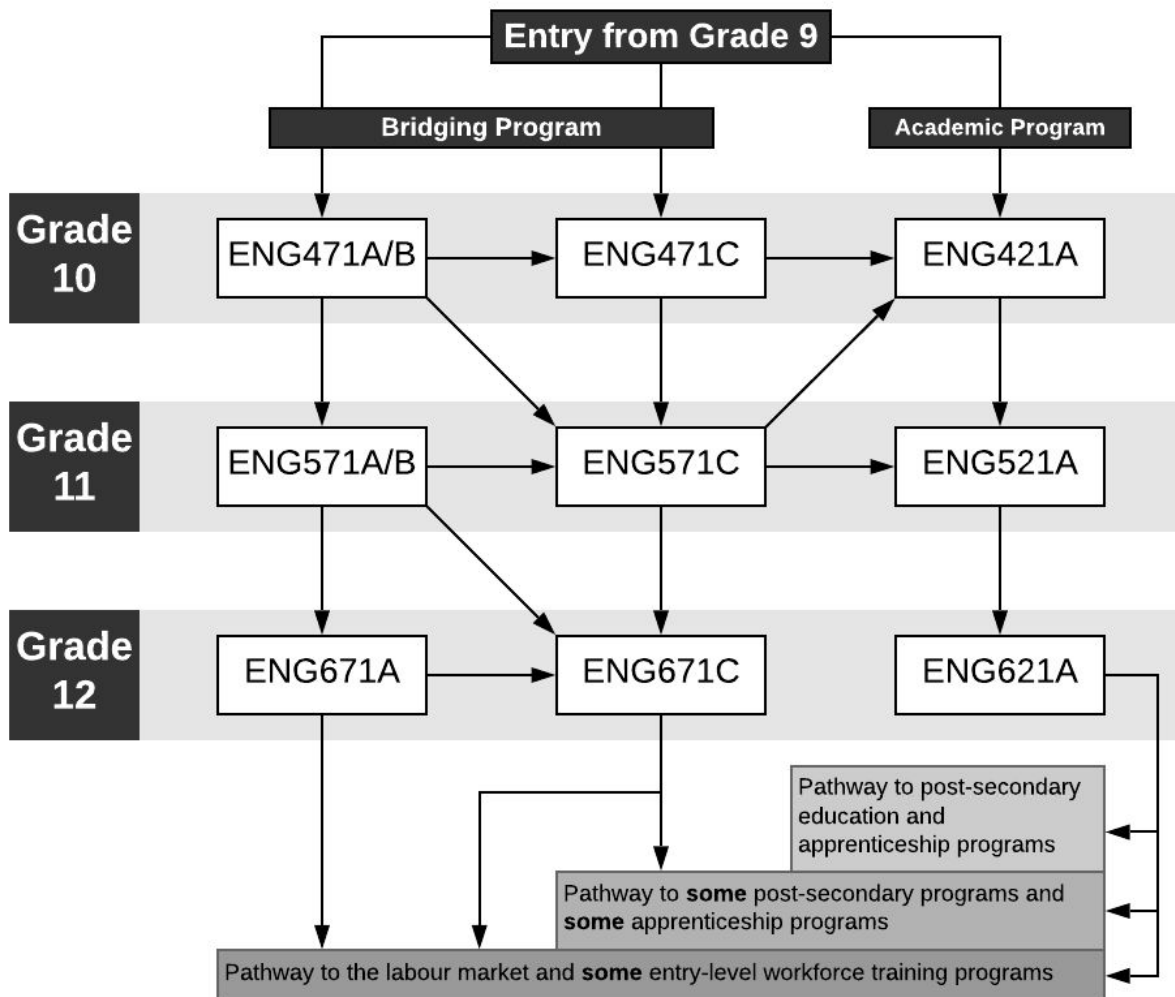 Entry from Grade 9
Bridging Program
Academic Program
Grade
10
ENG471A/B
ENG471C
ENG421A
Grade
11
ENG571A/B
ENG571C
ENG521A
Grade
12
ENG671A
ENG671C
ENG621A
Pathway to post-secondary
education and
apprenticeship programs
Pathway to some post-secondary programs and
some apprenticeship programs
Pathway to the labour market and some entry-level workforce training programs